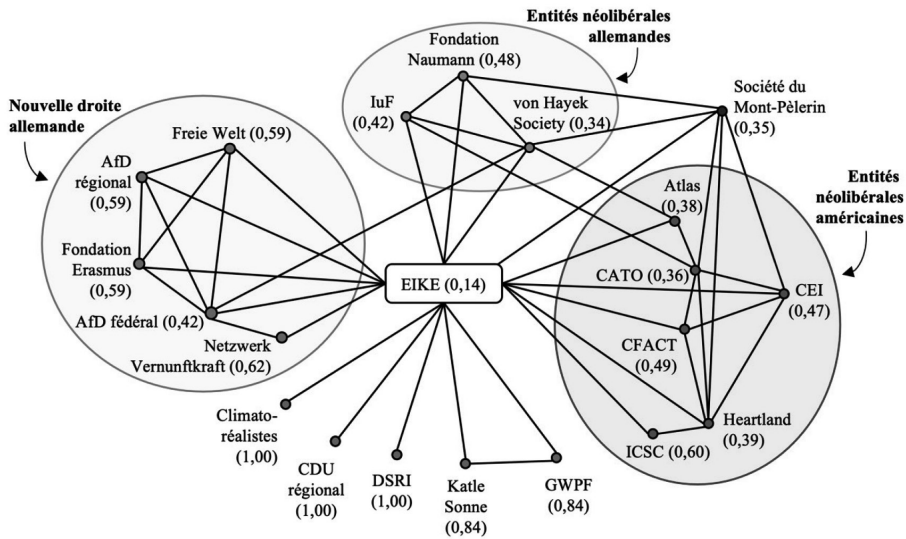 Entités néolibérales
allemandes
Fondation
Naumann (0,48)
Société du
Mont-Pèlerin
(0,35)
Nouvelle droite
allemande
IuF
(0,42)
von Hayek
Society (0,34)
Freie Welt (0,59)
AfD
régional
(0,59)
Entités
néolibérales
américaines
Atlas
(0,38)
Fondation
Erasmus
(0,59)
EIKE (0,14)
CATO (0,36)
CEI
(0,47)
AfD fédéral (0,42)
CFACT
(0,49)
Netzwerk
Vernunftkraft (0,62)
Climato-
réalistes
(1,00)
Heartland
(0,39)
ICSC (0,60)
CDU
régional
(1,00)
DSRI
(1,00)
Katle
Sonne
(0,84)
GWPF
(0,84)